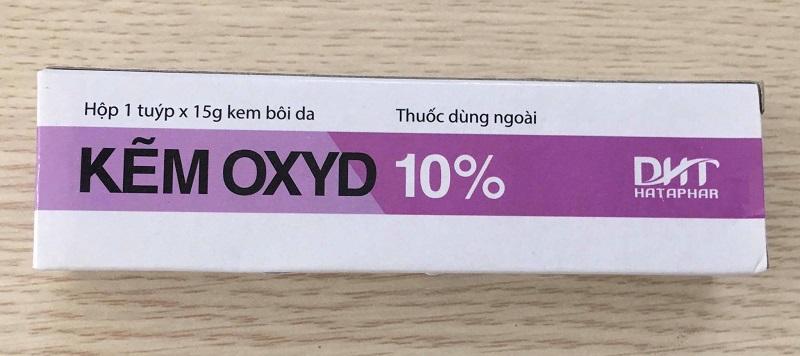 Hộp 1 tuýp x 15g kem bôi da
Thuốc dùng ngoài
KẼM OXYD 10%
DHT
HATAPHAR